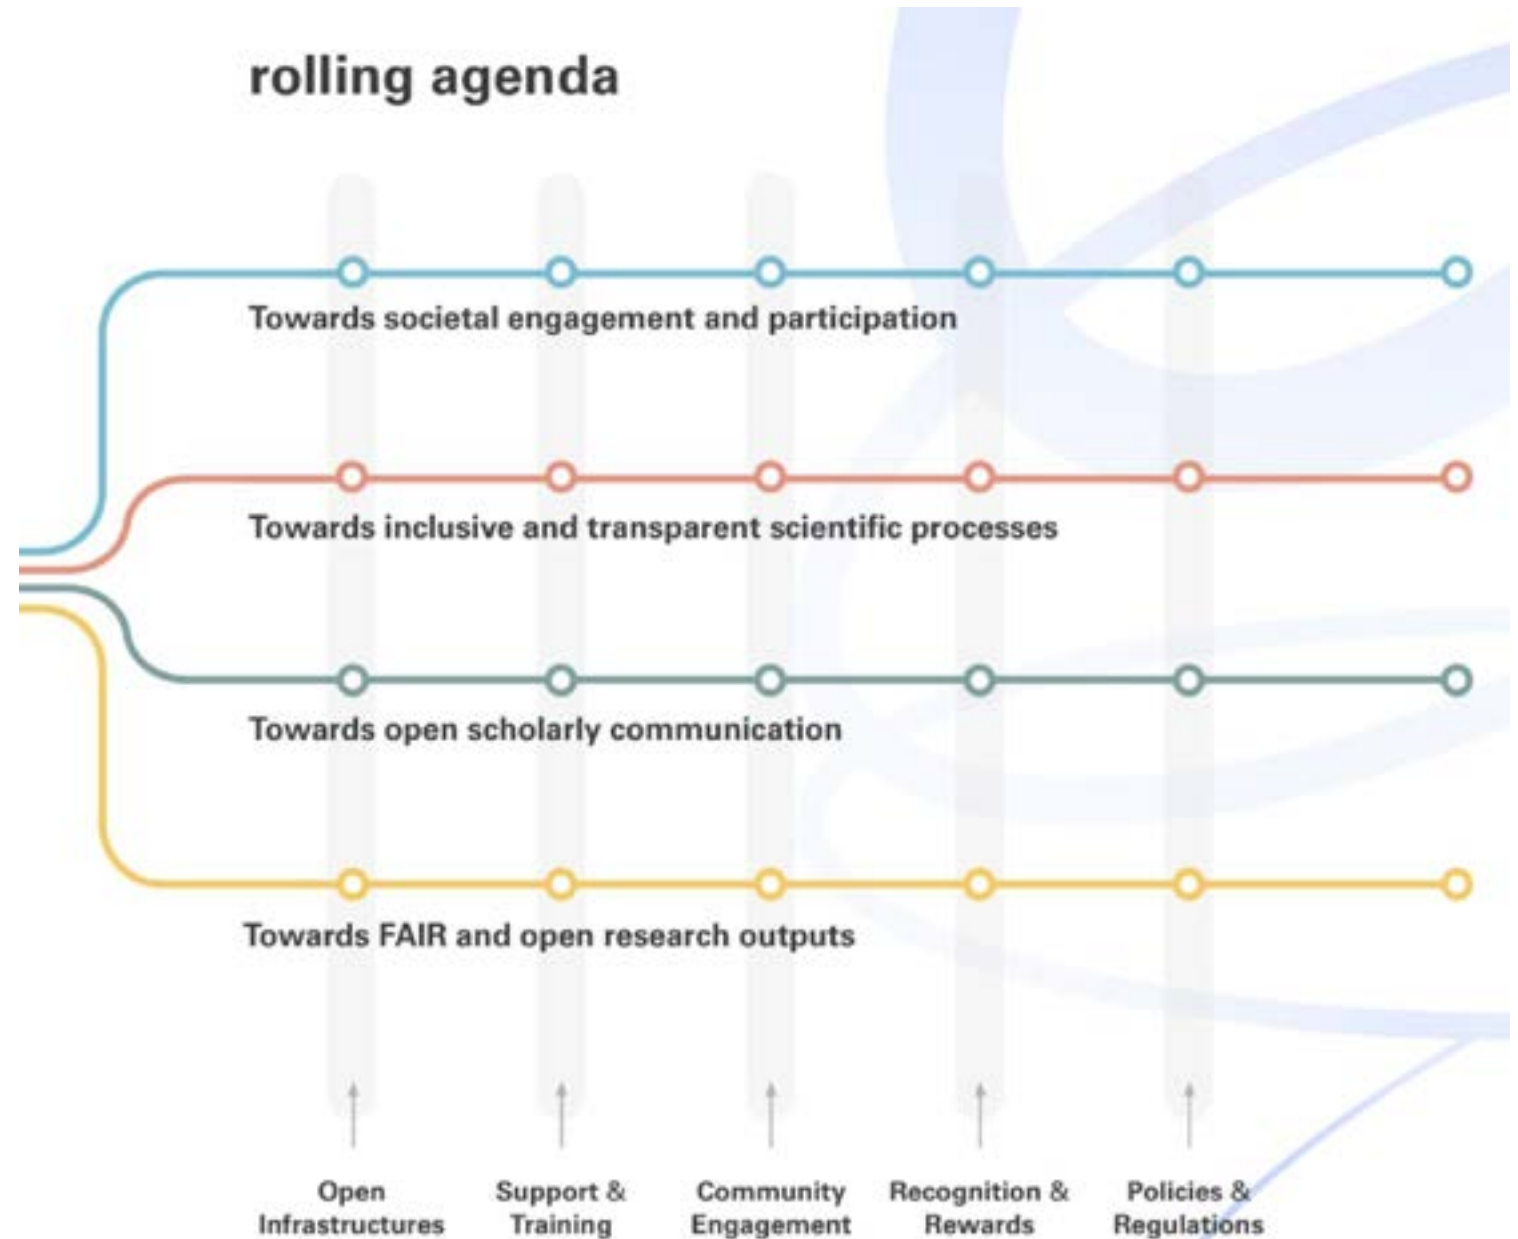 rolling agenda
Towards societal engagement and participation
Towards inclusive and transparent scientific processes
Towards open scholarly communication
Towards FAIR and open research outputs
Open
Infrastructures
Support &
Training
Community
Engagement
Recognition &
Rewards
Policies &
Regulations